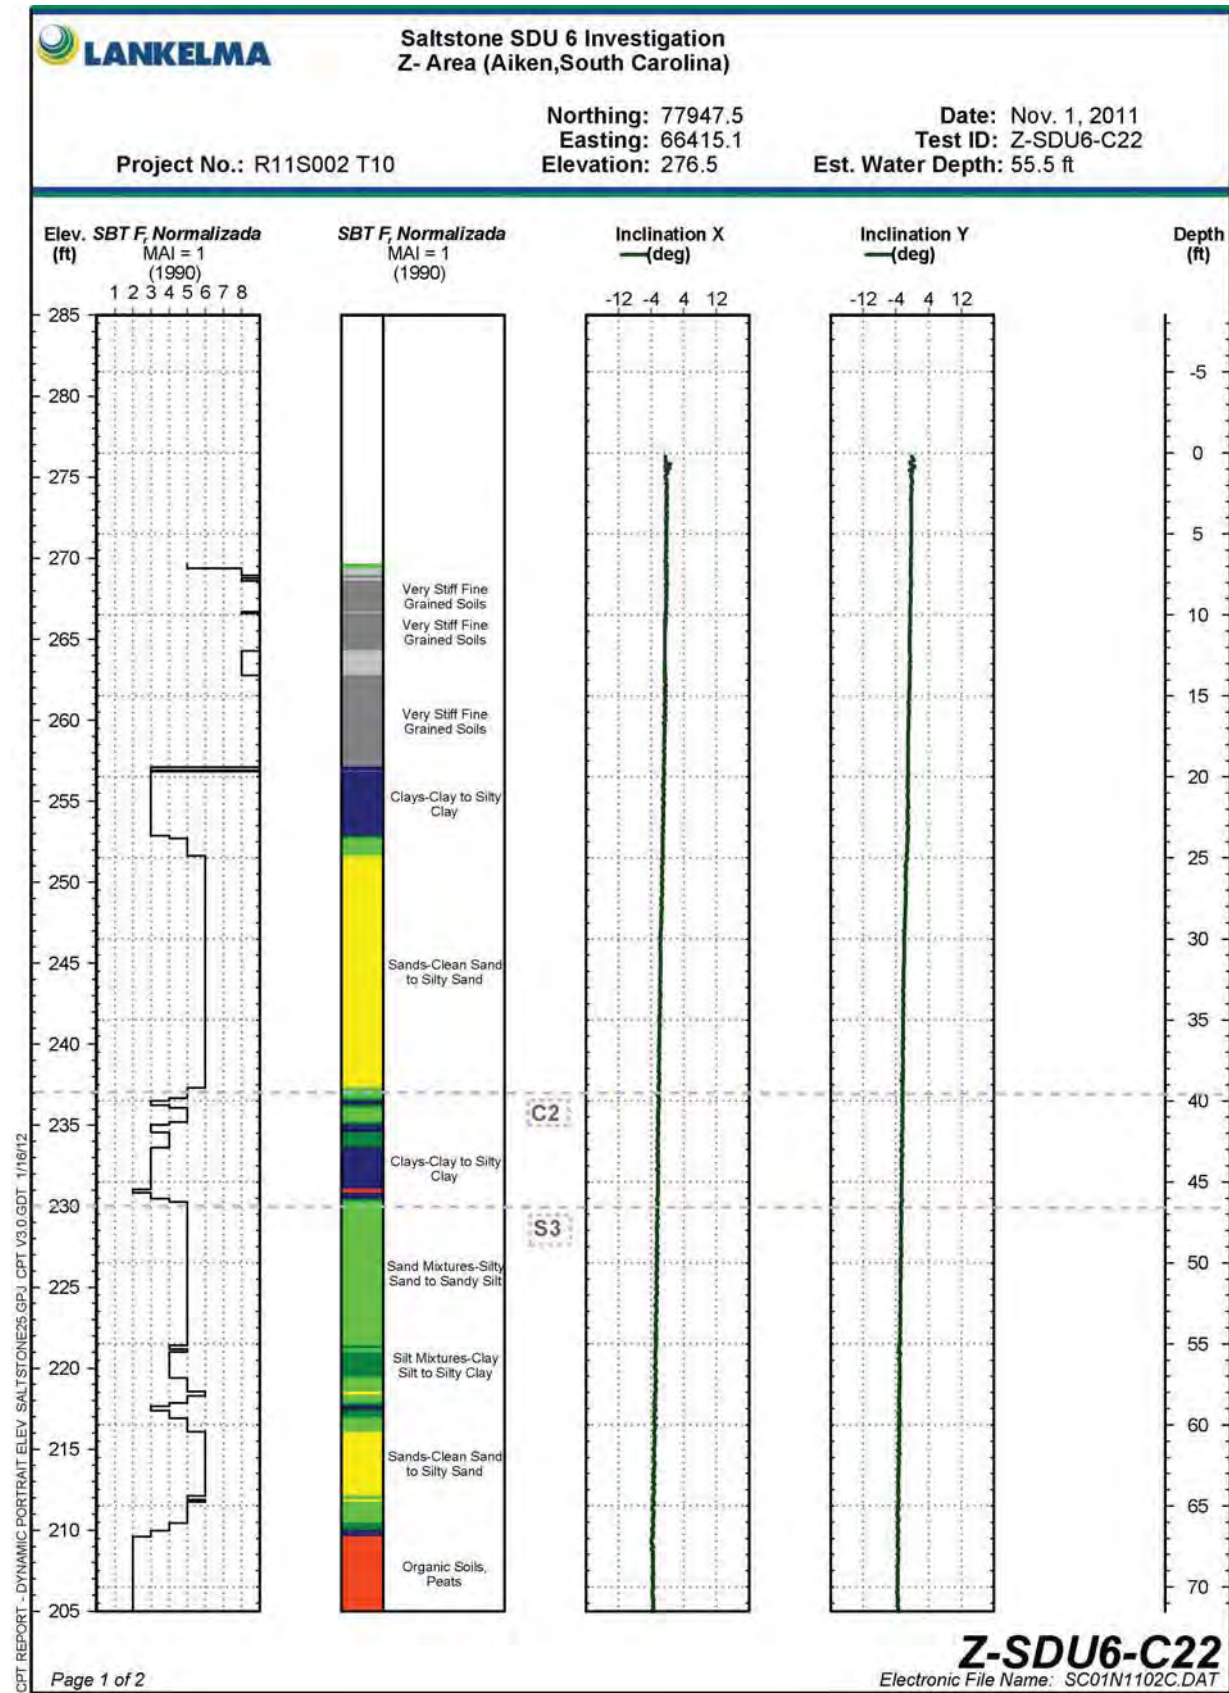 LANKELMA
Saltstone SDU 6 Investigation
Z- Area (Aiken,South Carolina)
Northing: 77947.5
Date: Nov. 1, 2011
Easting: 66415.1
Test ID: Z-SDU6-C22
Project No.: R11S002 T10
Elevation: 276.5
Est. Water Depth: 55.5 ft
Elev.
(ft)
SBT Fr Normalizada
MAI = 1
(1990)
1 2 3 4 5 6 7 8
SBT Fr Normalizada
MAI = 1
(1990)
Inclination X
(deg)
-12 -4 4 12
Inclination Y
(deg)
-12 -4 4 12
Depth
(ft)
285
280
275
270
265
260
255
250
245
240
235
230
225
220
215
210
205
Very Stiff Fine
Grained Soils
Very Stiff Fine
Grained Soils
Very Stiff Fine
Grained Soils
Clays-Clay to Silty
Clay
Sands-Clean Sand
to Silty Sand
Clays-Clay to Silty
Clay
Sand Mixtures-Silty
Sand to Sandy Silt
Silt Mixtures-Clay
Silt to Silty Clay
Sands-Clean Sand
to Silty Sand
Organic Soils,
Peats
C2
S3
-5
0
5
10
15
20
25
30
35
40
45
50
55
60
65
70
CPT REPORT - DYNAMIC PORTRAIT ELEV SALTSTONE25.GPJ CPT V3.0.GDT 1/16/12
Z-SDU6-C22
Page 1 of 2
Electronic File Name: SC01N1102C.DAT